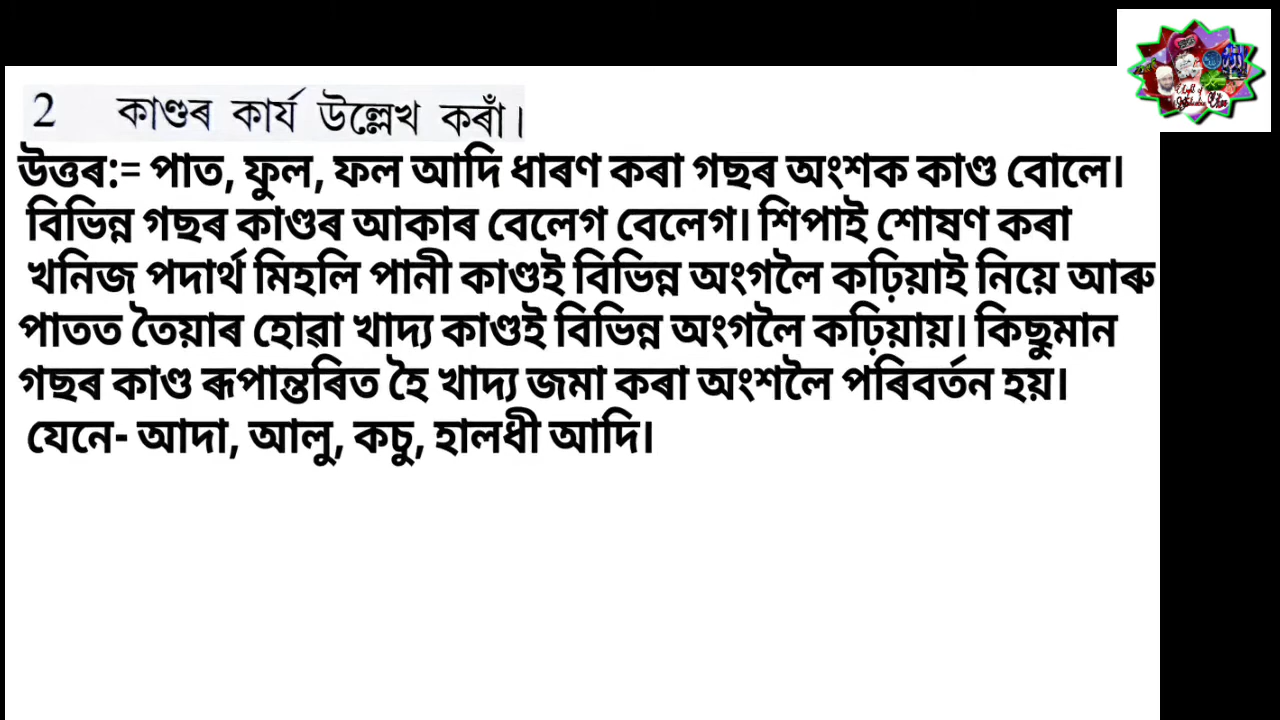 2 কাণ্ডৰ কাৰ্য উল্লেখ কৰাঁ।
উত্তৰ:= পাত, ফুল, ফল আদি ধাৰণ কৰা গছৰ অংশক কাণ্ড বোলে।
বিভিন্ন গছৰ কাণ্ডৰ আকাৰ বেলেগ বেলেগ। শিপাই শোষণ কৰা
খনিজ পদাৰ্থ মিহলি পানী কাণ্ডই বিভিন্ন অংগলৈ কঢ়িয়াই নিয়ে আৰু
পাতত তৈয়াৰ হোৱা খাদ্য কাণ্ডই বিভিন্ন অংগলৈ কঢ়িয়ায়। কিছুমান
গছৰ কাণ্ড ৰূপান্তৰিত হৈ খাদ্য জমা কৰা অংশলৈ পৰিবৰ্তন হয়।
যেনে- আদা, আলু, কচু, হালধী আদি।